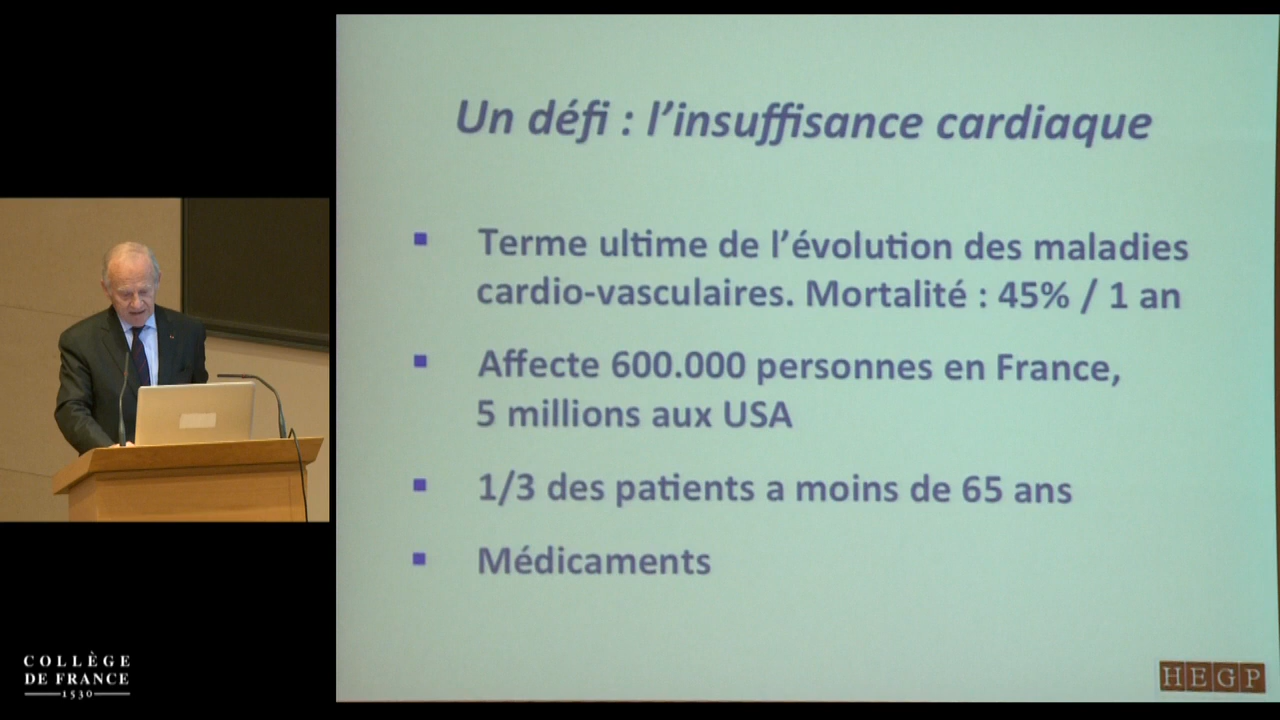 Un défi : l’insuffisance cardiaque
▪ Terme ultime de l’évolution des maladies
cardio-vasculaires. Mortalité : 45% / 1 an
▪ Affecte 600.000 personnes en France,
5 millions aux USA
▪ 1/3 des patients a moins de 65 ans
▪ Médicaments
HEGP
COLLÈGE
DE FRANCE
1530